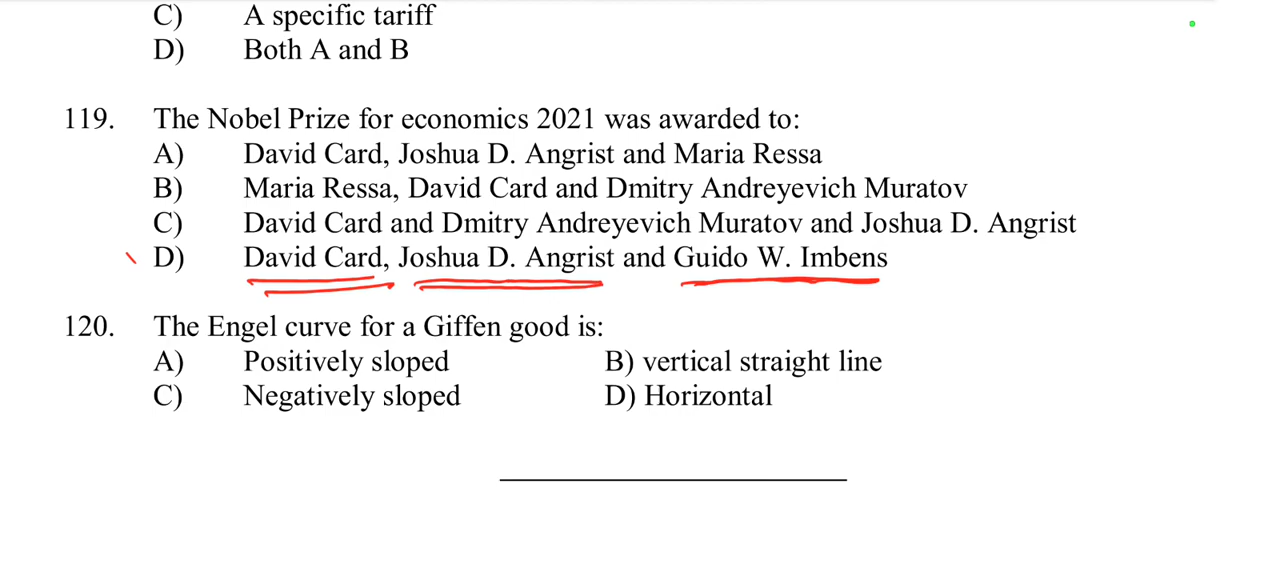 C) A specific tariff
D) Both A and B
119. The Nobel Prize for economics 2021 was awarded to:
A) David Card, Joshua D. Angrist and Maria Ressa
B) Maria Ressa, David Card and Dmitry Andreyevich Muratov
C) David Card and Dmitry Andreyevich Muratov and Joshua D. Angrist
D) David Card, Joshua D. Angrist and Guido W. Imbens
120. The Engel curve for a Giffen good is:
A) Positively sloped B) vertical straight line
C) Negatively sloped D) Horizontal